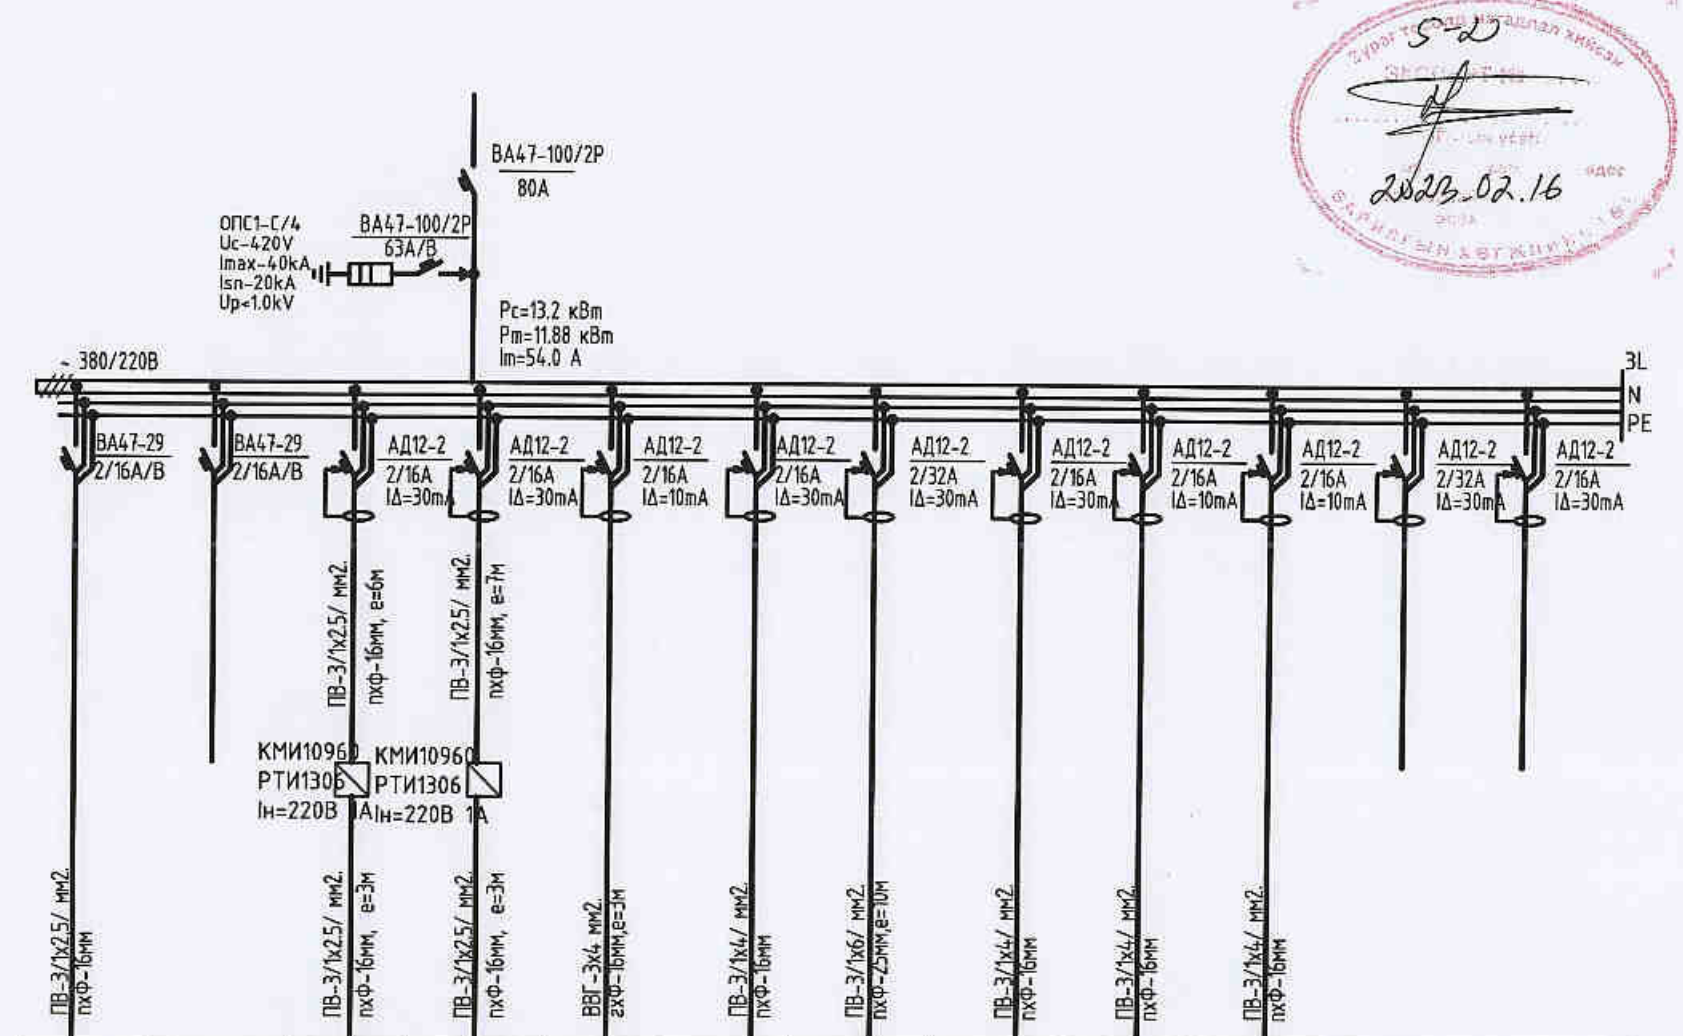 S-2
Зураг төсөлд магадлал хийсэн
2023.02.16
ВА47-100/2Р
80А
ОПС1-С/4
Uc-420V
Imax-40kA
Isn-20kA
Up<1.0kV
ВА47-100/2Р
63А/В
Рс=13.2 кВт
Рm=11.88 кВт
Im=54.0 А
~ 380/220В
3L
N
PE
ВА47-29
2/16А/В
ВА47-29
2/16А/В
АД12-2
2/16А
IΔ=30mA
АД12-2
2/16А
IΔ=30mA
АД12-2
2/16А
IΔ=10mA
АД12-2
2/16А
IΔ=30mA
АД12-2
2/32А
IΔ=30mA
АД12-2
2/16А
IΔ=30mA
АД12-2
2/16А
IΔ=10mA
АД12-2
2/16А
IΔ=10mA
АД12-2
2/32А
IΔ=30mA
АД12-2
2/16А
IΔ=30mA
ПВ-3/1х2.5/ мм2.
пхф-16мм, е=6м
ПВ-3/1х2.5/ мм2.
пхф-16мм, е=7м
КМИ10960
РТИ1306
Iн=220В 1А
КМИ10960
РТИ1306
Iн=220В 1А
ПВ-3/1х2.5/ мм2.
пхФ-16мм
ПВ-3/1х2.5/ мм2.
пхФ-16мм, е=3м
ПВ-3/1х2.5/ мм2.
пхФ-16мм, е=3м
ВВГ-3х4 мм2.
гхФ-16мм,е=3м
ПВ-3/1х4/ мм2.
пхФ-16мм
ПВ-3/1х6/ мм2.
пхФ-25мм,е=10м
ПВ-3/1х4/ мм2.
пхФ-16мм
ПВ-3/1х4/ мм2.
пхФ-16мм
ПВ-3/1х4/ мм2.
пхФ-16мм